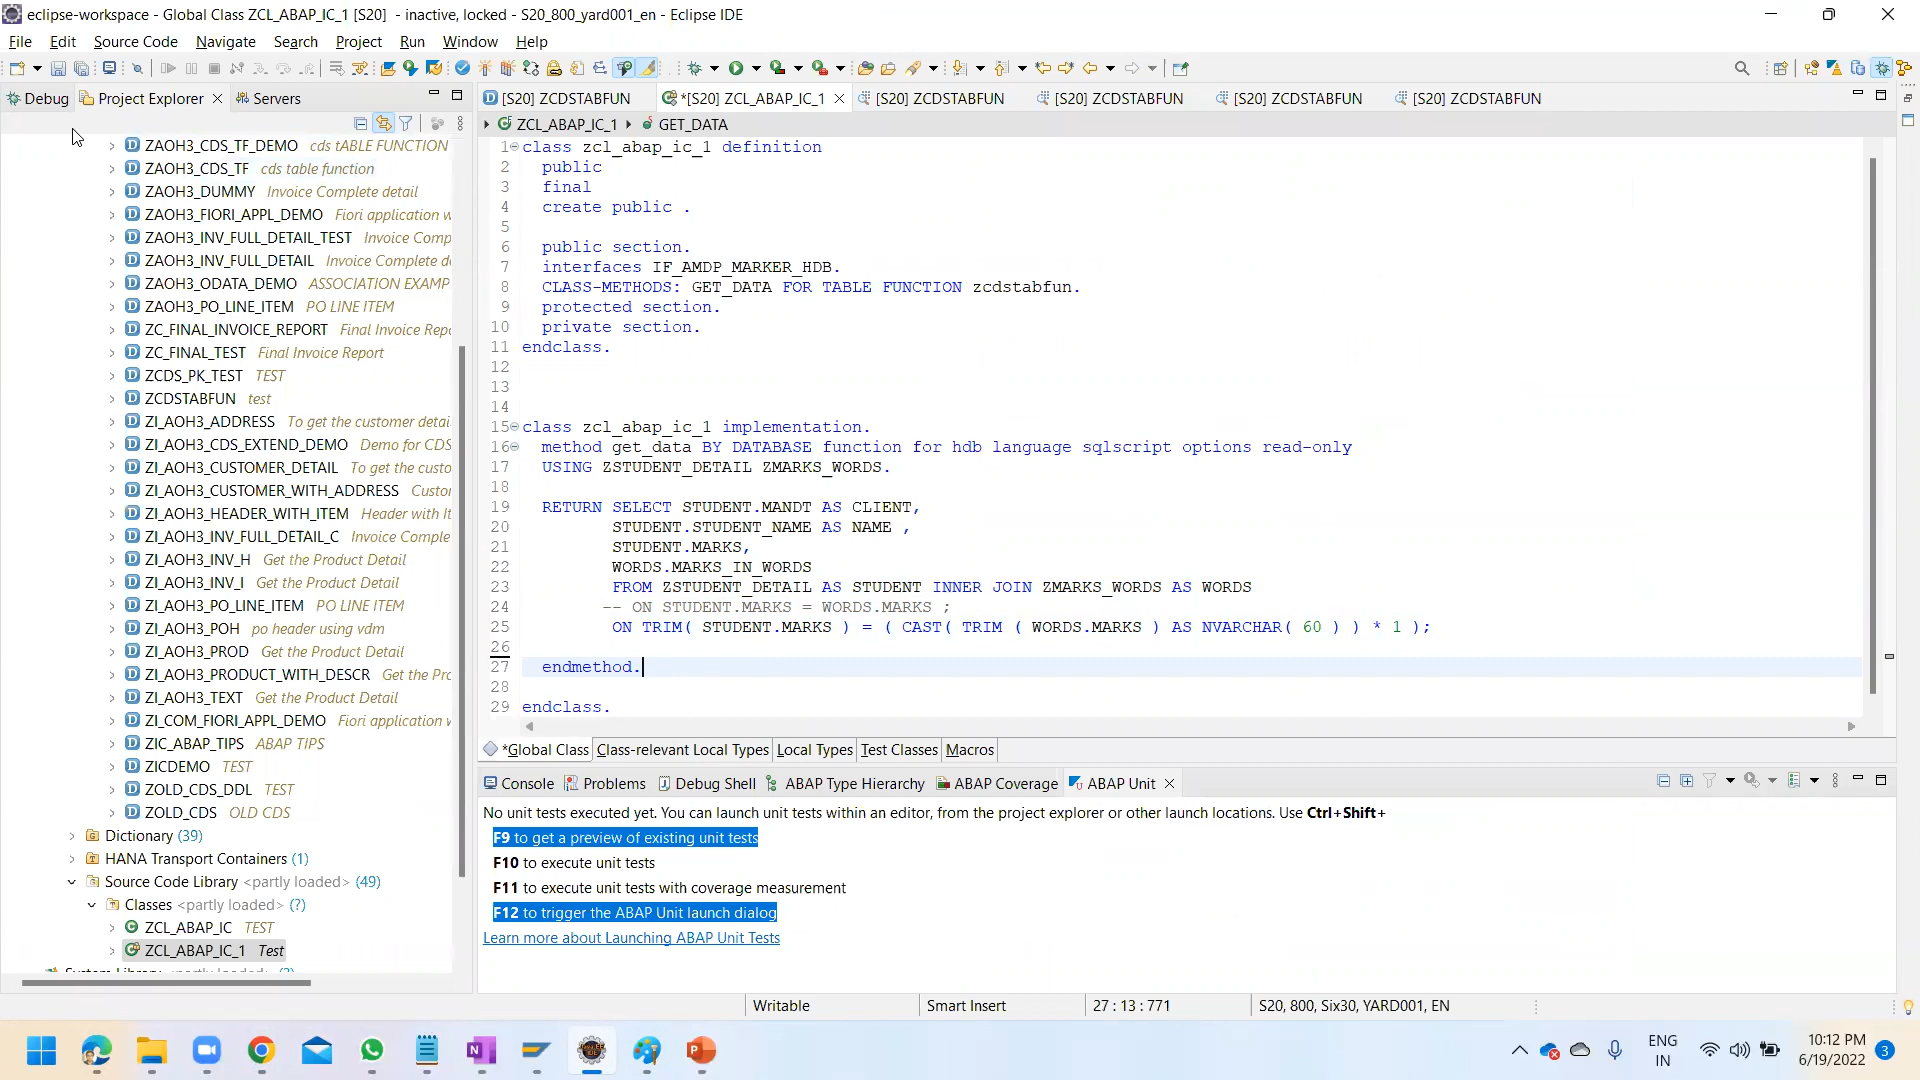 eclipse-workspace - Global Class ZCL_ABAP_IC_1 [S20] - inactive, locked - S20_800_yard001_en - Eclipse IDE
File Edit Source Code Navigate Search Project Run Window Help
Debug Project Explorer Servers
[S20] ZCDSTABFUN *[S20] ZCL_ABAP_IC_1 [S20] ZCDSTABFUN [S20] ZCDSTABFUN [S20] ZCDSTABFUN [S20] ZCDSTABFUN
ZCL_ABAP_IC_1 GET_DATA
ZAOH3_CDS_TF_DEMO cds tABLE FUNCTION
ZAOH3_CDS_TF cds table function
ZAOH3_DUMMY Invoice Complete detail
ZAOH3_FIORI_APPL_DEMO Fiori application w
ZAOH3_INV_FULL_DETAIL_TEST Invoice Comp
ZAOH3_INV_FULL_DETAIL Invoice Complete de
ZAOH3_ODATA_DEMO ASSOCIATION EXAMP
ZAOH3_PO_LINE_ITEM PO LINE ITEM
ZC_FINAL_INVOICE_REPORT Final Invoice Repo
ZC_FINAL_TEST Final Invoice Report
ZCDS_PK_TEST TEST
ZCDSTABFUN test
ZI_AOH3_ADDRESS To get the customer detai
ZI_AOH3_CDS_EXTEND_DEMO Demo for CDS
ZI_AOH3_CUSTOMER_DETAIL To get the custo
ZI_AOH3_CUSTOMER_WITH_ADDRESS Custor
ZI_AOH3_HEADER_WITH_ITEM Header with It
ZI_AOH3_INV_FULL_DETAIL_C Invoice Comple
ZI_AOH3_INV_H Get the Product Detail
ZI_AOH3_INV_I Get the Product Detail
ZI_AOH3_PO_LINE_ITEM PO LINE ITEM
ZI_AOH3_POH po header using vdm
ZI_AOH3_PROD Get the Product Detail
ZI_AOH3_PRODUCT_WITH_DESCR Get the Pro
ZI_AOH3_TEXT Get the Product Detail
ZI_COM_FIORI_APPL_DEMO Fiori application w
ZIC_ABAP_TIPS ABAP TIPS
ZICDEMO TEST
ZOLD_CDS_DDL TEST
ZOLD_CDS OLD CDS
Dictionary (39)
HANA Transport Containers (1)
Source Code Library <partly loaded> (49)
Classes <partly loaded> (?)
ZCL_ABAP_IC TEST
ZCL_ABAP_IC_1 Test
1 class zcl_abap_ic_1 definition
2 public
3 final
4 create public .
5
6 public section.
7 interfaces IF_AMDP_MARKER_HDB.
8 CLASS-METHODS: GET_DATA FOR TABLE FUNCTION zcdstabfun.
9 protected section.
10 private section.
11 endclass.
12
13
14
15 class zcl_abap_ic_1 implementation.
16 method get_data BY DATABASE function for hdb language sqlscript options read-only
17 USING ZSTUDENT_DETAIL ZMARKS_WORDS.
18
19 RETURN SELECT STUDENT.MANDT AS CLIENT,
20 STUDENT.STUDENT_NAME AS NAME ,
21 STUDENT.MARKS,
22 WORDS.MARKS_IN_WORDS
23 FROM ZSTUDENT_DETAIL AS STUDENT INNER JOIN ZMARKS_WORDS AS WORDS
24 -- ON STUDENT.MARKS = WORDS.MARKS ;
25 ON TRIM( STUDENT.MARKS ) = ( CAST( TRIM ( WORDS.MARKS ) AS NVARCHAR( 60 ) ) * 1 );
26
27 endmethod.
28
29 endclass.
*Global Class Class-relevant Local Types Local Types Test Classes Macros
Console Problems Debug Shell ABAP Type Hierarchy ABAP Coverage ABAP Unit
No unit tests executed yet. You can launch unit tests within an editor, from the project explorer or other launch locations. Use Ctrl+Shift+
F9 to get a preview of existing unit tests
F10 to execute unit tests
F11 to execute unit tests with coverage measurement
F12 to trigger the ABAP Unit launch dialog
Learn more about Launching ABAP Unit Tests
Writable Smart Insert 27 : 13 : 771 S20, 800, Six30, YARD001, EN
ENG
IN
10:12 PM
6/19/2022
3